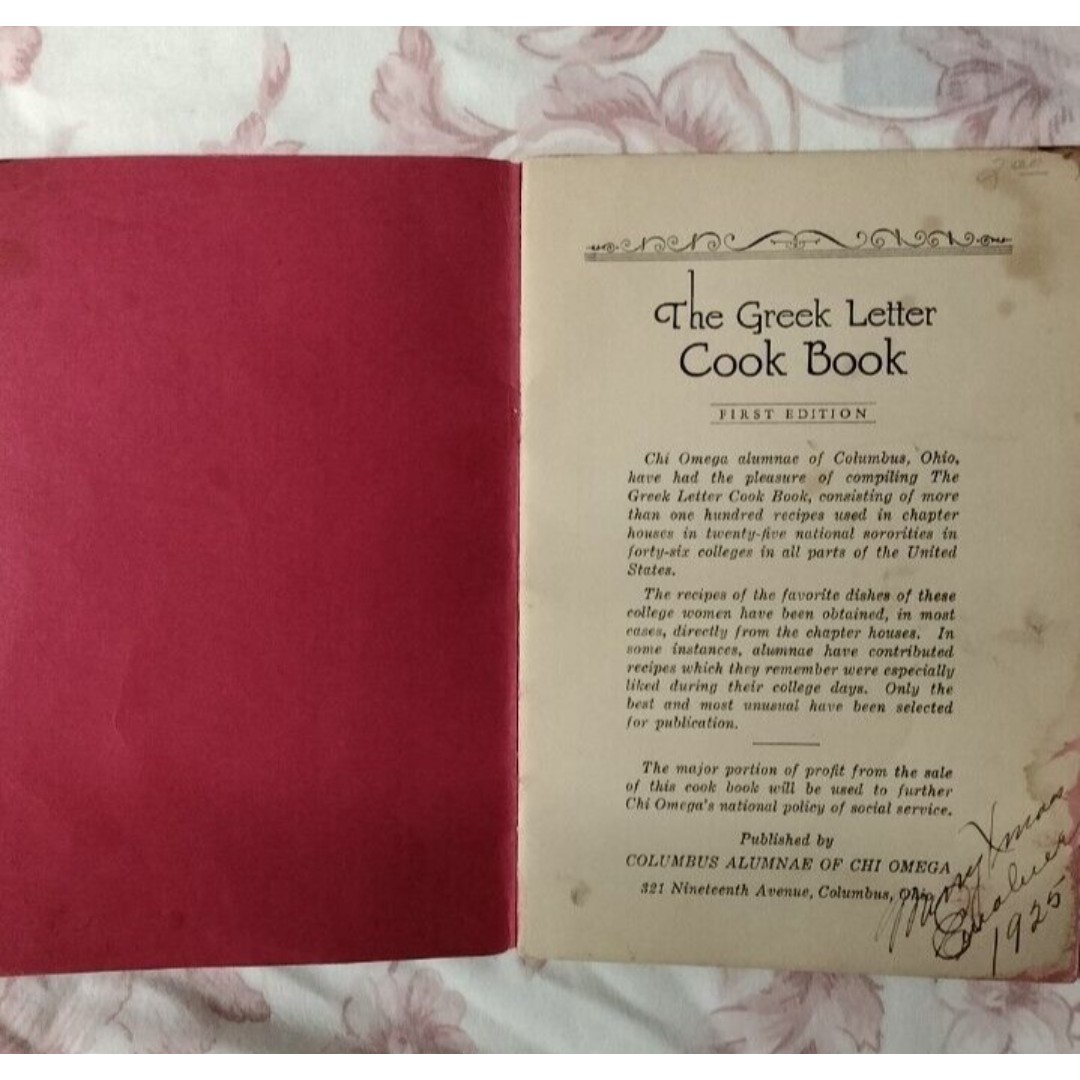 2.00
The Greek Letter
Cook Book
FIRST EDITION
Chi Omega alumnae of Columbus, Ohio,
have had the pleasure of compiling The
Greek Letter Cook Book, consisting of more
than one hundred recipes used in chapter
houses in twenty-five national sororities in
forty-six colleges in all parts of the United
States.
The recipes of the favorite dishes of these
college women have been obtained, in most
cases, directly from the chapter houses. In
some instances, alumnae have contributed
recipes which they remember were especially
liked during their college days. Only the
best and most unusual have been selected
for publication.
The major portion of profit from the sale
of this cook book will be used to further
Chi Omega's national policy of social service.
Published by
COLUMBUS ALUMNAE OF CHI OMEGA
321 Nineteenth Avenue, Columbus,
Merry Xmas
1925